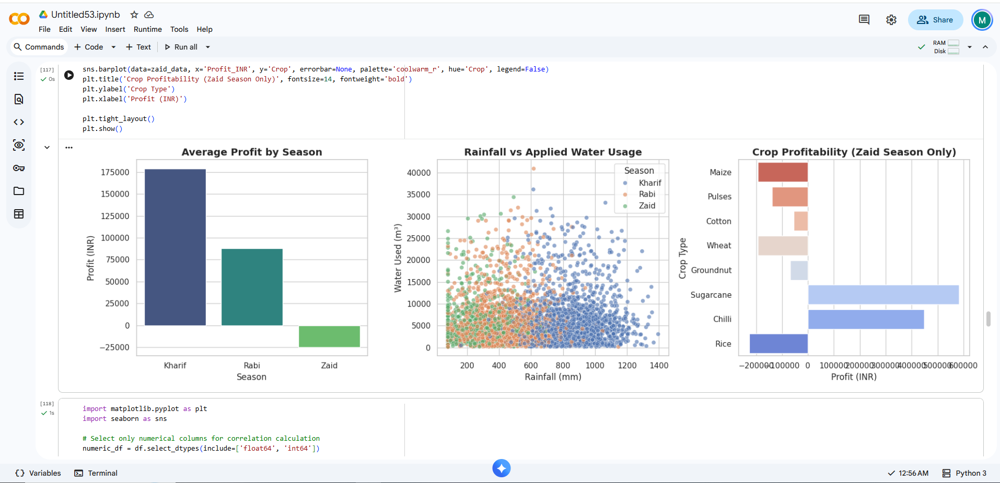 Untitled53.ipynb
File Edit View Insert Runtime Tools Help
Share
M
Commands + Code + Text Run all
RAM
Disk
[117]
0s
sns.barplot(data=zaid_data, x='Profit_INR', y='Crop', errorbar=None, palette='coolwarm_r', hue='Crop', legend=False)
plt.title('Crop Profitability (Zaid Season Only)', fontsize=14, fontweight='bold')
plt.ylabel('Crop Type')
plt.xlabel('Profit (INR)')
plt.tight_layout()
plt.show()
Average Profit by Season
175000
150000
125000
100000
75000
50000
25000
0
−25000
Profit (INR)
Kharif Rabi Zaid
Season
Rainfall vs Applied Water Usage
40000
35000
30000
25000
20000
15000
10000
5000
0
Water Used (m³)
Season
Kharif
Rabi
Zaid
200 400 600 800 1000 1200 1400
Rainfall (mm)
Crop Profitability (Zaid Season Only)
Maize
Pulses
Cotton
Wheat
Groundnut
Sugarcane
Chilli
Rice
Crop Type
−200000 −100000 0 100000 200000 300000 400000 500000 600000
Profit (INR)
[118]
1s
import matplotlib.pyplot as plt
import seaborn as sns
# Select only numerical columns for correlation calculation
numeric_df = df.select_dtypes(include=['float64', 'int64'])
Variables Terminal
12:56 AM Python 3